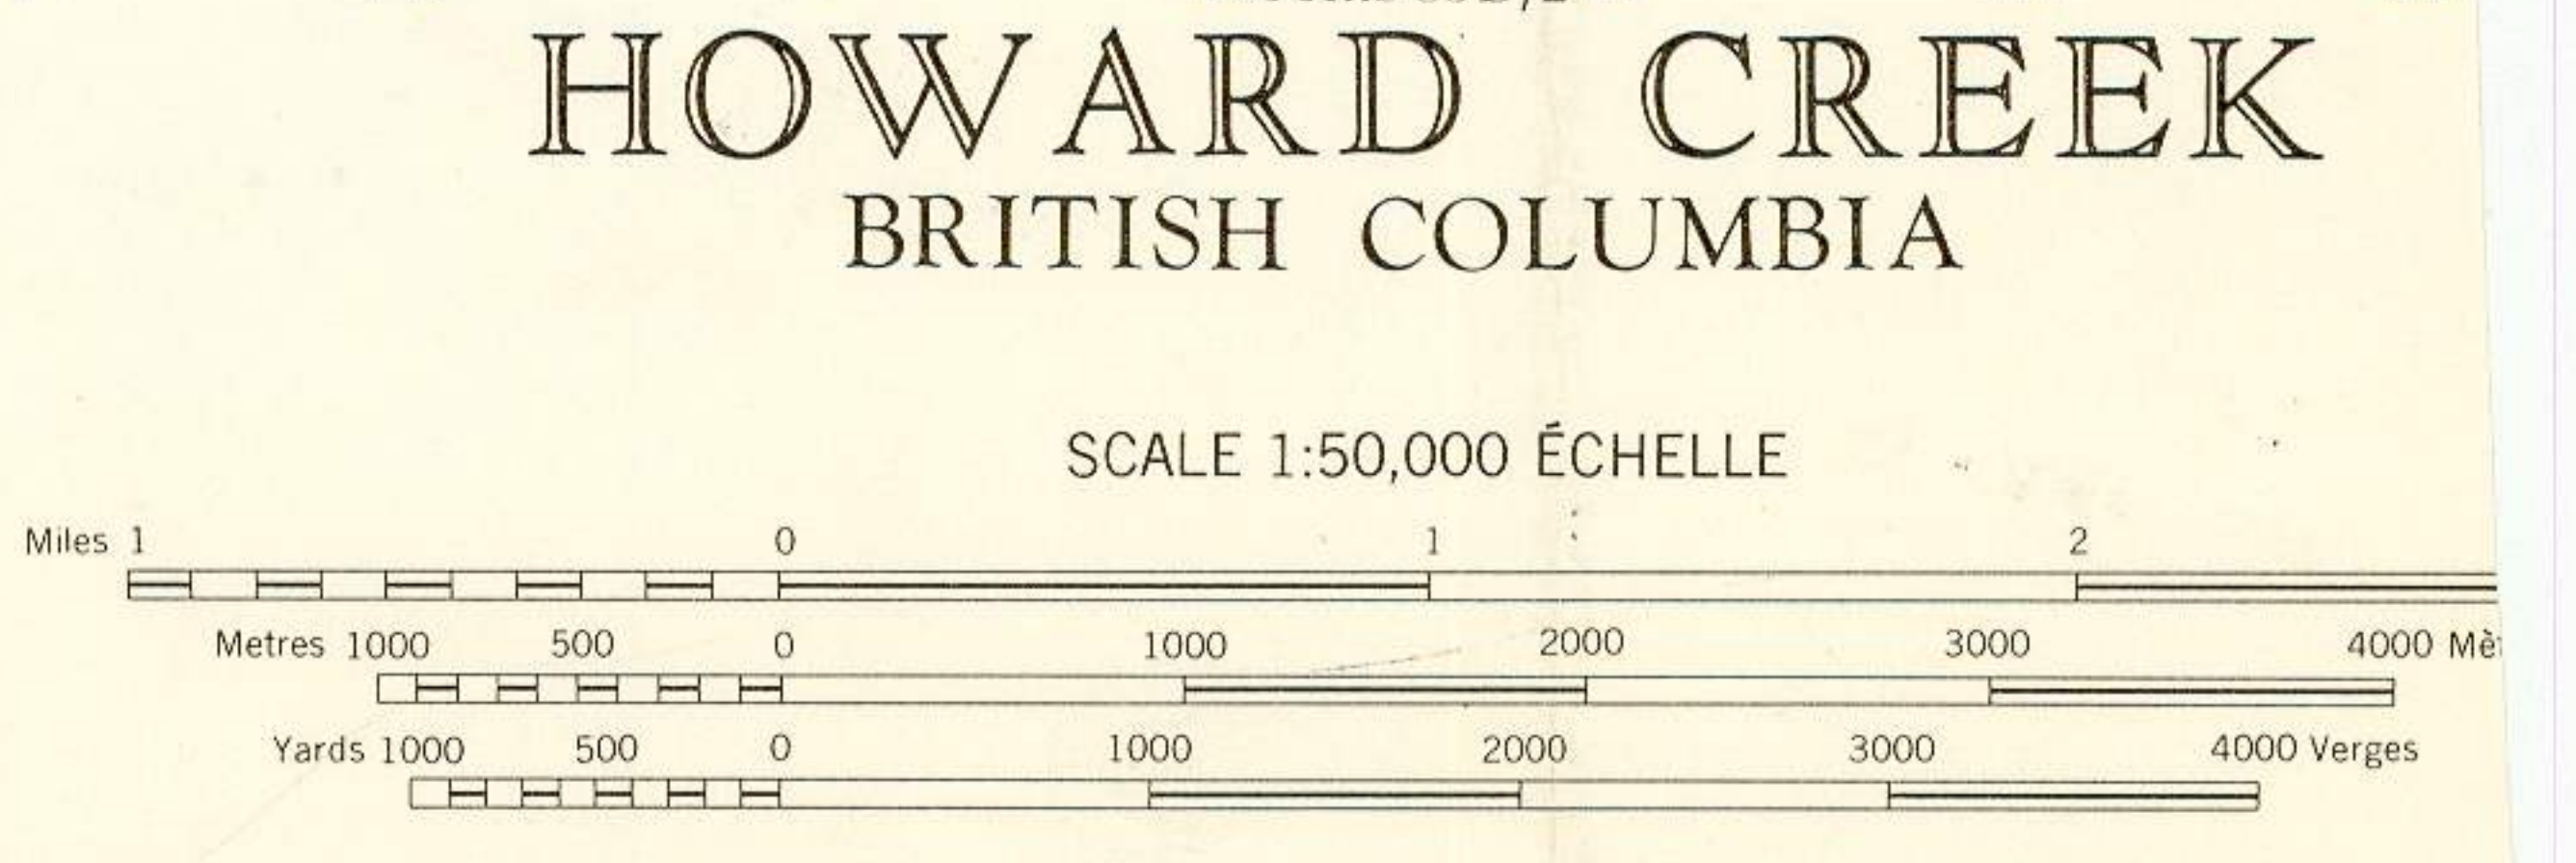 HOWARD CREEK
BRITISH COLUMBIA
SCALE 1:50,000 ÉCHELLE
Miles 1 0 1 2
Metres 1000 500 0 1000 2000 3000 4000 Mè
Yards 1000 500 0 1000 2000 3000 4000 Verges